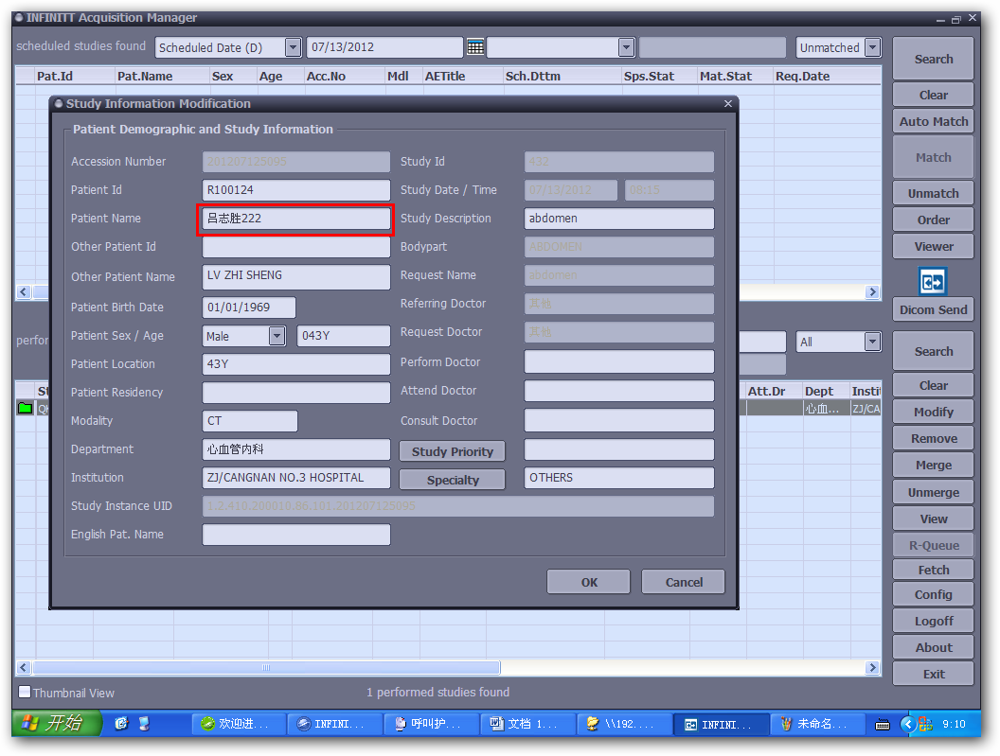 INFINITT Acquisition Manager
scheduled studies found Scheduled Date (D) 07/13/2012 Unmatched Search
Pat.Id Pat.Name Sex Age Acc.No Mdl AETitle Sch.Dttm Sps.Stat Mat.Stat Req.Date
Clear
Auto Match
Match
Unmatch
Order
Viewer
Dicom Send
Study Information Modification
Patient Demographic and Study Information
Accession Number 201207125095 Study Id 432
Patient Id R100124 Study Date / Time 07/13/2012 08:15
Patient Name 吕志胜222 Study Description abdomen
Other Patient Id Bodypart ABDOMEN
Other Patient Name LV ZHI SHENG Request Name abdomen
Patient Birth Date 01/01/1969 Referring Doctor 其他
Patient Sex / Age Male 043Y Request Doctor 其他
Patient Location 43Y Perform Doctor
Patient Residency Attend Doctor
Modality CT Consult Doctor
Department 心血管内科 Study Priority
Institution ZJ/CANGNAN NO.3 HOSPITAL Specialty OTHERS
Study Instance UID 1.2.410.200010.86.101.201207125095
English Pat. Name
OK Cancel
perfor All Search
Att.Dr Dept Insti
心血... ZJ/CA
Clear
Modify
Remove
Merge
Unmerge
View
R-Queue
Fetch
Config
Logoff
About
Exit
Thumbnail View 1 performed studies found
开始 欢迎进... INFINI... 呼叫护... 文档 1... \\192.... INFINI... 未命名... 9:10